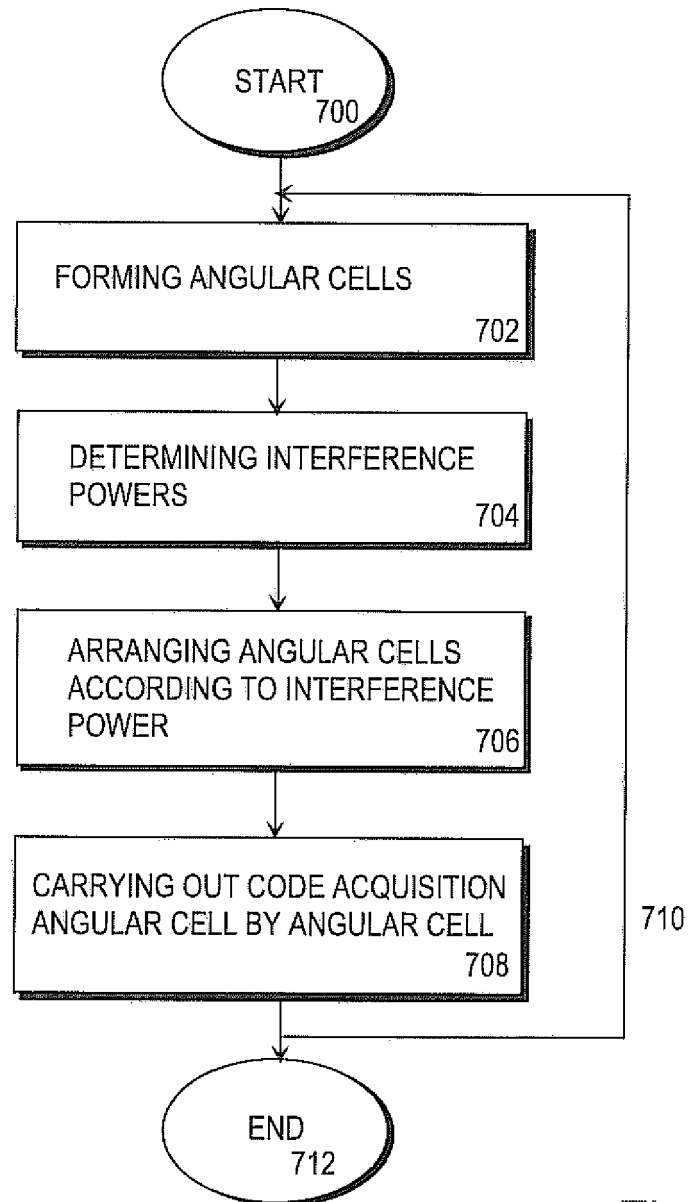 START
700
FORMING ANGULAR CELLS
702
DETERMINING INTERFERENCE
POWERS
704
ARRANGING ANGULAR CELLS
ACCORDING TO INTERFERENCE
POWER
706
CARRYING OUT CODE ACQUISITION
ANGULAR CELL BY ANGULAR CELL
708
710
END
712